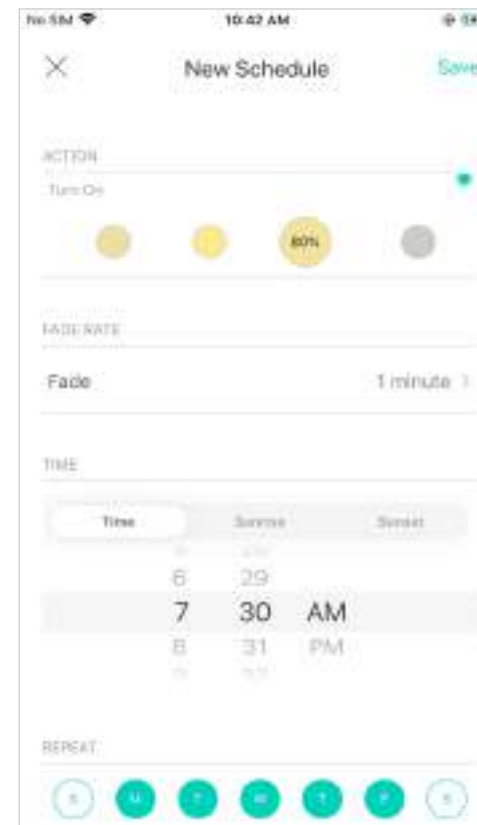 No SIM 10:42 AM
New Schedule Save
ACTION
Turn On
80%
FADE RATE
Fade 1 minute
TIME
Time Sunrise Sunset
6 29
7 30 AM
8 31 PM
REPEAT
S M T W T F S